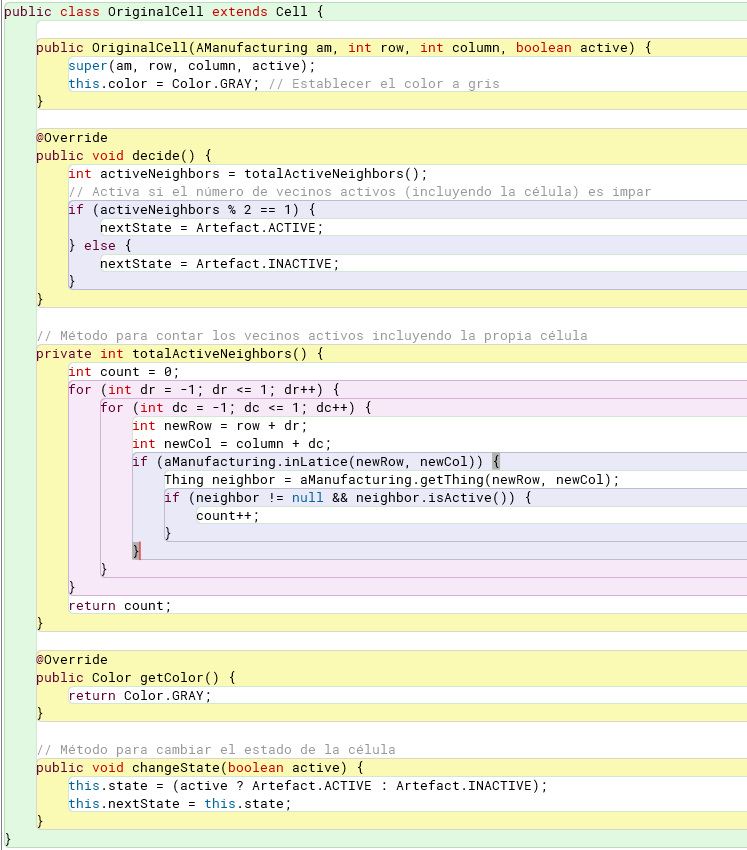 public class OriginalCell extends Cell {
public OriginalCell(AManufacturing am, int row, int column, boolean active) {
super(am, row, column, active);
this.color = Color.GRAY; // Establecer el color a gris
}
@Override
public void decide() {
int activeNeighbors = totalActiveNeighbors();
// Activa si el número de vecinos activos (incluyendo la célula) es impar
if (activeNeighbors % 2 == 1) {
nextState = Artefact.ACTIVE;
} else {
nextState = Artefact.INACTIVE;
}
}
// Método para contar los vecinos activos incluyendo la propia célula
private int totalActiveNeighbors() {
int count = 0;
for (int dr = -1; dr <= 1; dr++) {
for (int dc = -1; dc <= 1; dc++) {
int newRow = row + dr;
int newCol = column + dc;
if (aManufacturing.inLatice(newRow, newCol)) {
Thing neighbor = aManufacturing.getThing(newRow, newCol);
if (neighbor != null && neighbor.isActive()) {
count++;
}
}
}
}
return count;
}
@Override
public Color getColor() {
return Color.GRAY;
}
// Método para cambiar el estado de la célula
public void changeState(boolean active) {
this.state = (active ? Artefact.ACTIVE : Artefact.INACTIVE);
this.nextState = this.state;
}
}